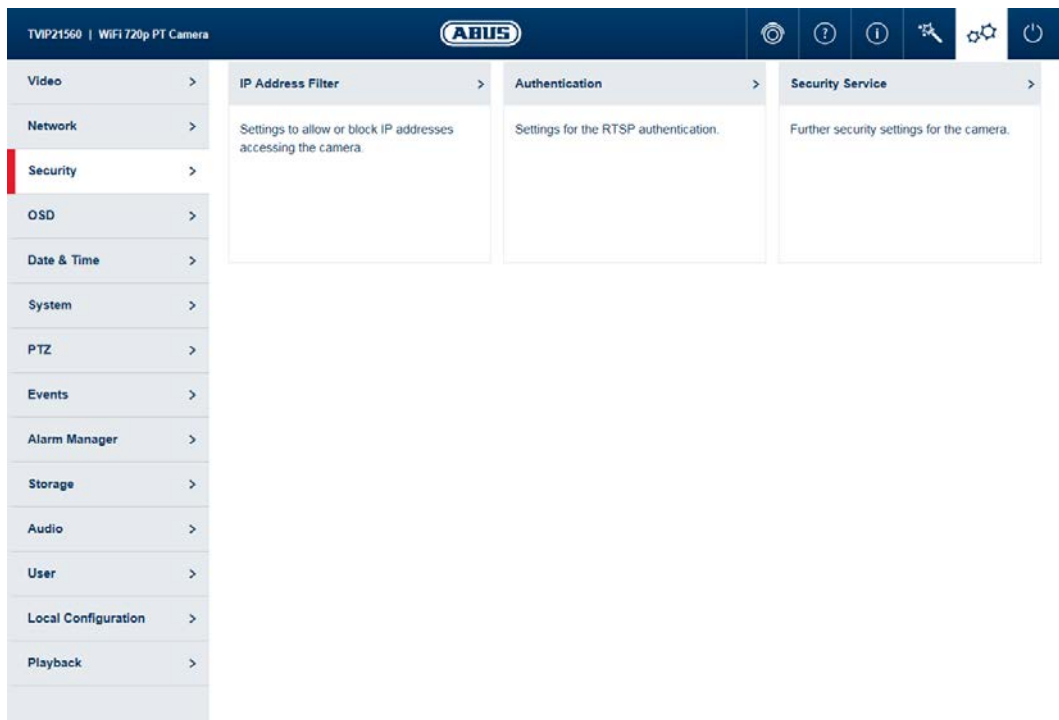 TVIP21560 | WiFi 720p PT Camera
ABUS
Video
Network
Security
OSD
Date & Time
System
PTZ
Events
Alarm Manager
Storage
Audio
User
Local Configuration
Playback
IP Address Filter
Settings to allow or block IP addresses
accessing the camera.
Authentication
Settings for the RTSP authentication.
Security Service
Further security settings for the camera.